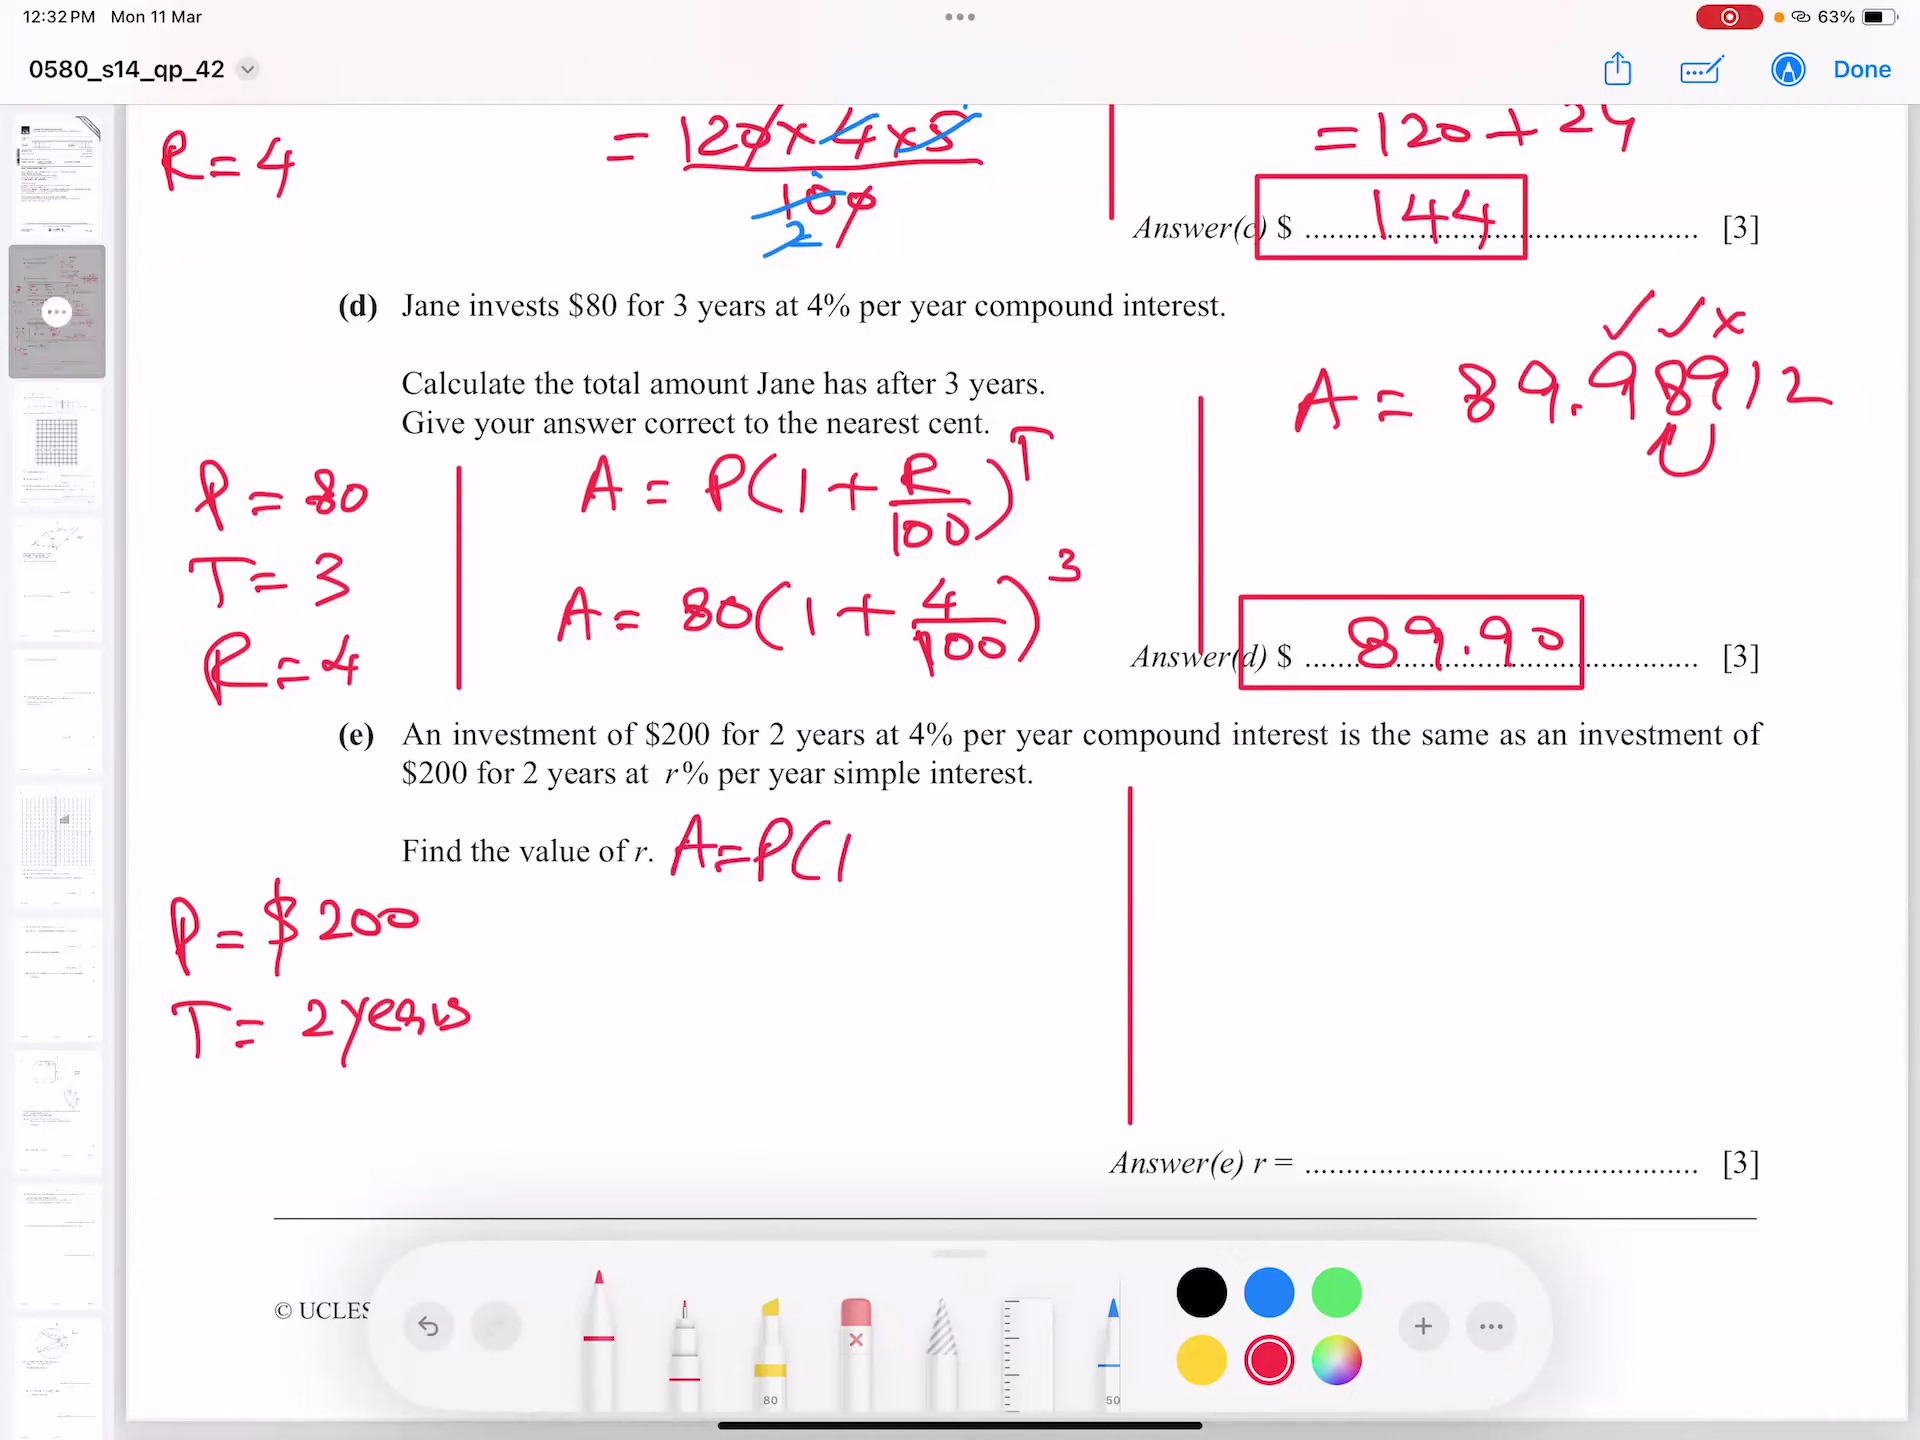 12:32 PM Mon 11 Mar
63%
0580_s14_qp_42
Done
R = 4
= 120 x 4 x 5
100
2
= 120 + 24
Answer(c) $ 144 [3]
(d) Jane invests $80 for 3 years at 4% per year compound interest.
Calculate the total amount Jane has after 3 years.
Give your answer correct to the nearest cent.
A = 89.98912
P = 80
T = 3
R = 4
A = P(1 + R/100)^T
A = 80(1 + 4/100)^3
Answer(d) $ 89.90 [3]
(e) An investment of $200 for 2 years at 4% per year compound interest is the same as an investment of
$200 for 2 years at r% per year simple interest.
Find the value of r. A=P(1
P = $200
T = 2 years
Answer(e) r = [3]
© UCLES
80
50